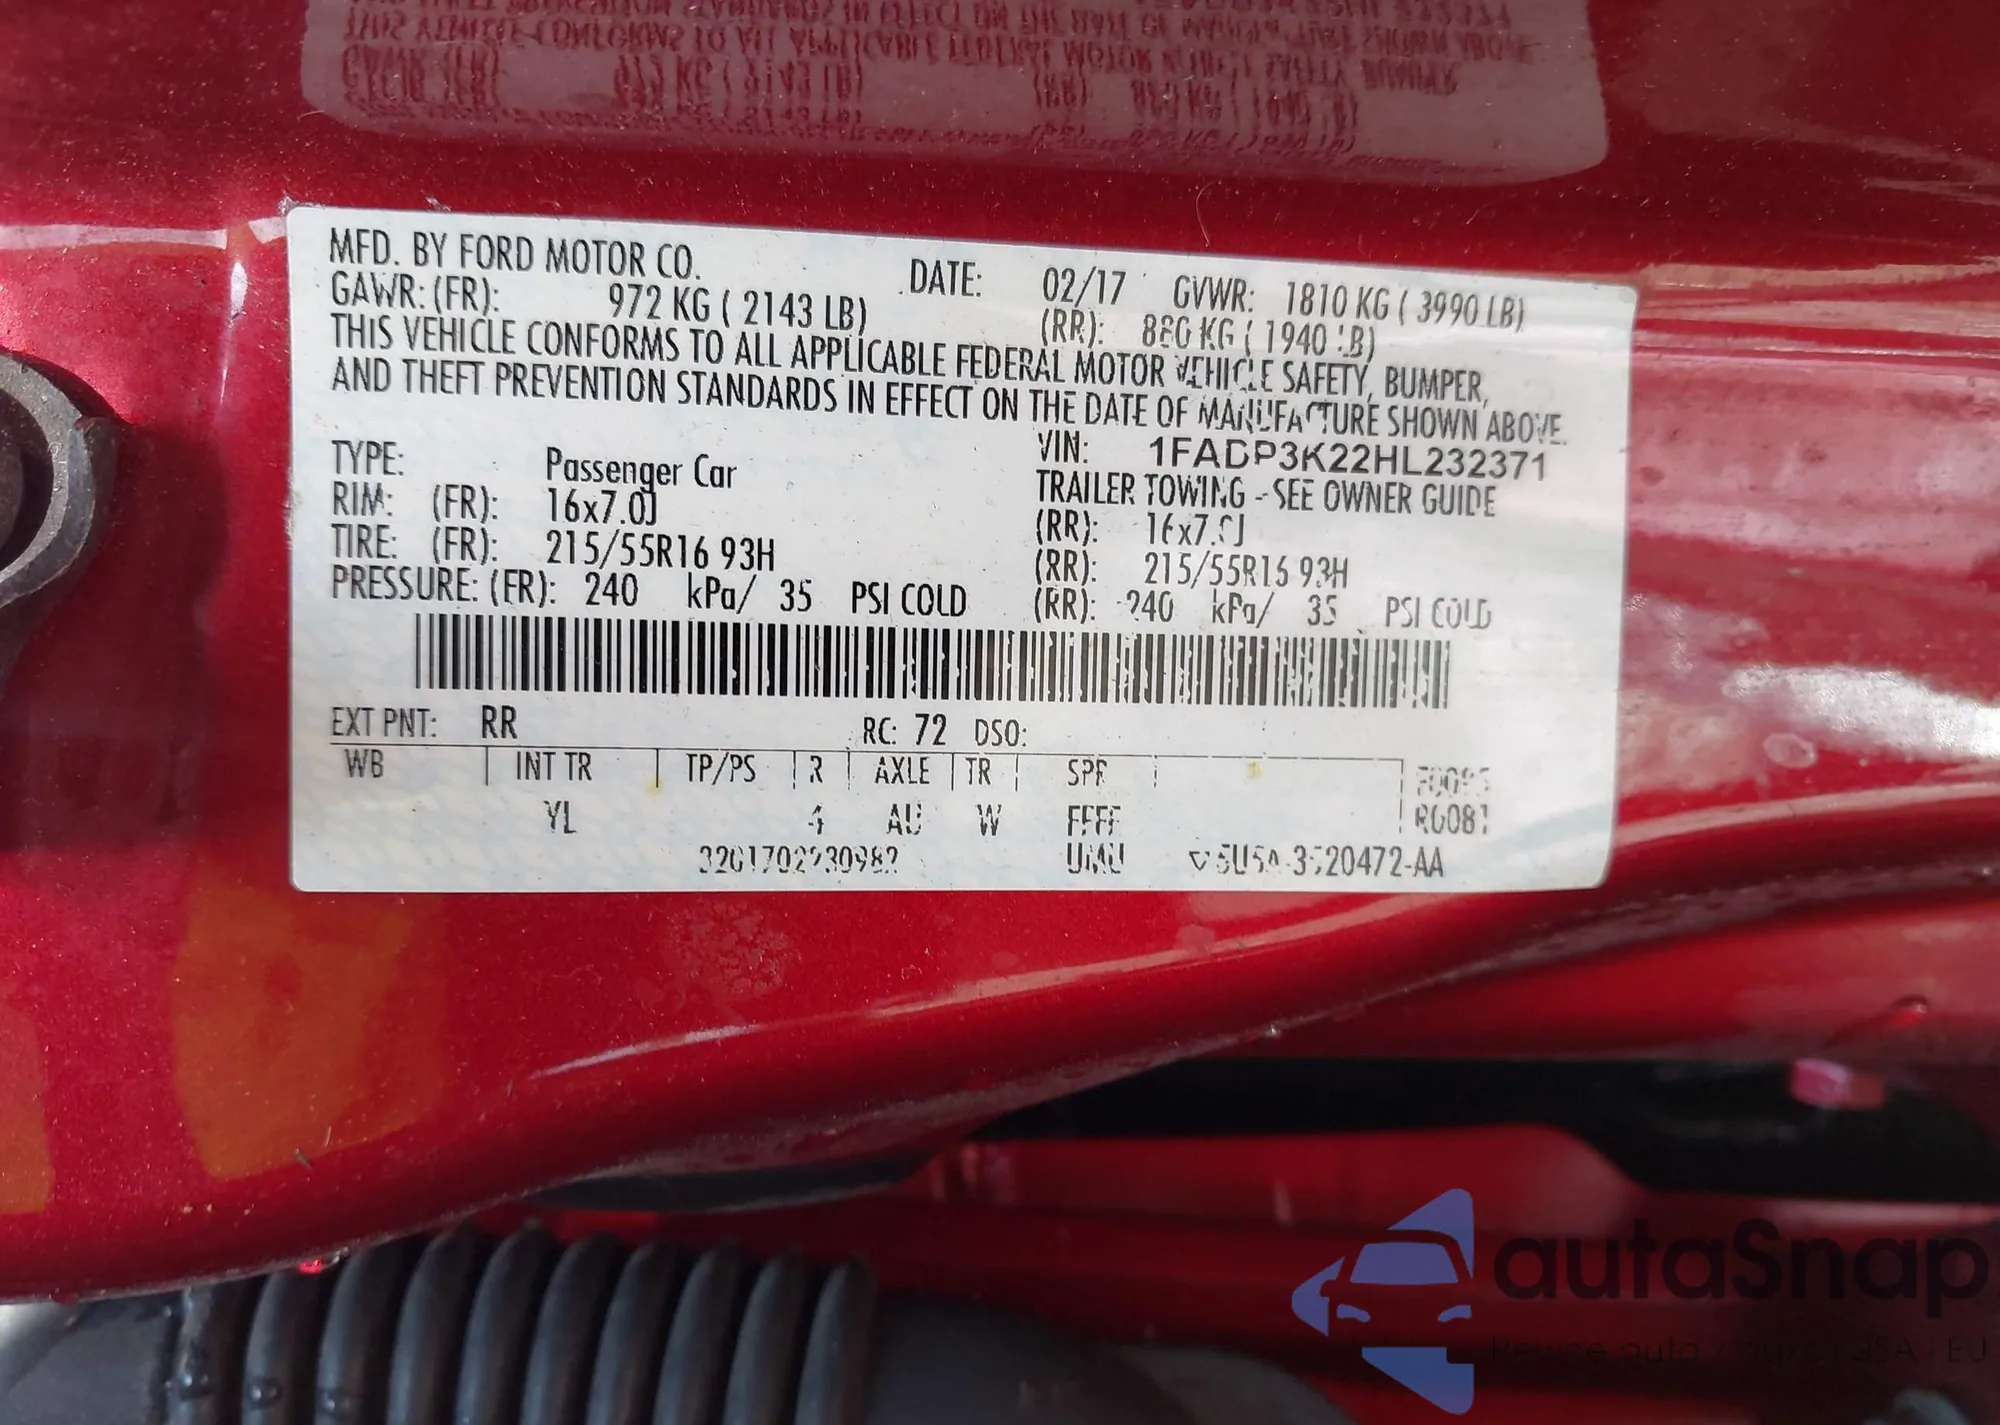 MFD. BY FORD MOTOR CO. DATE: 02/17 GVWR: 1810 KG ( 3990 LB)
GAWR: (FR): 972 KG ( 2143 LB) (RR): 880 KG ( 1940 LB)
THIS VEHICLE CONFORMS TO ALL APPLICABLE FEDERAL MOTOR VEHICLE SAFETY, BUMPER,
AND THEFT PREVENTION STANDARDS IN EFFECT ON THE DATE OF MANUFACTURE SHOWN ABOVE.
VIN: 1FADP3K22HL232371
TYPE: Passenger Car TRAILER TOWING - SEE OWNER GUIDE
RIM: (FR): 16x7.0J (RR): 16x7.0J
TIRE: (FR): 215/55R16 93H (RR): 215/55R16 93H
PRESSURE: (FR): 240 kPa/ 35 PSI COLD (RR): 240 kPa/ 35 PSI COLD
EXT PNT: RR RC: 72 DSO:
WB INT TR TP/PS R AXLE TR SPR
YL 4 AU W FFFF R0081
UMU
autaSnap